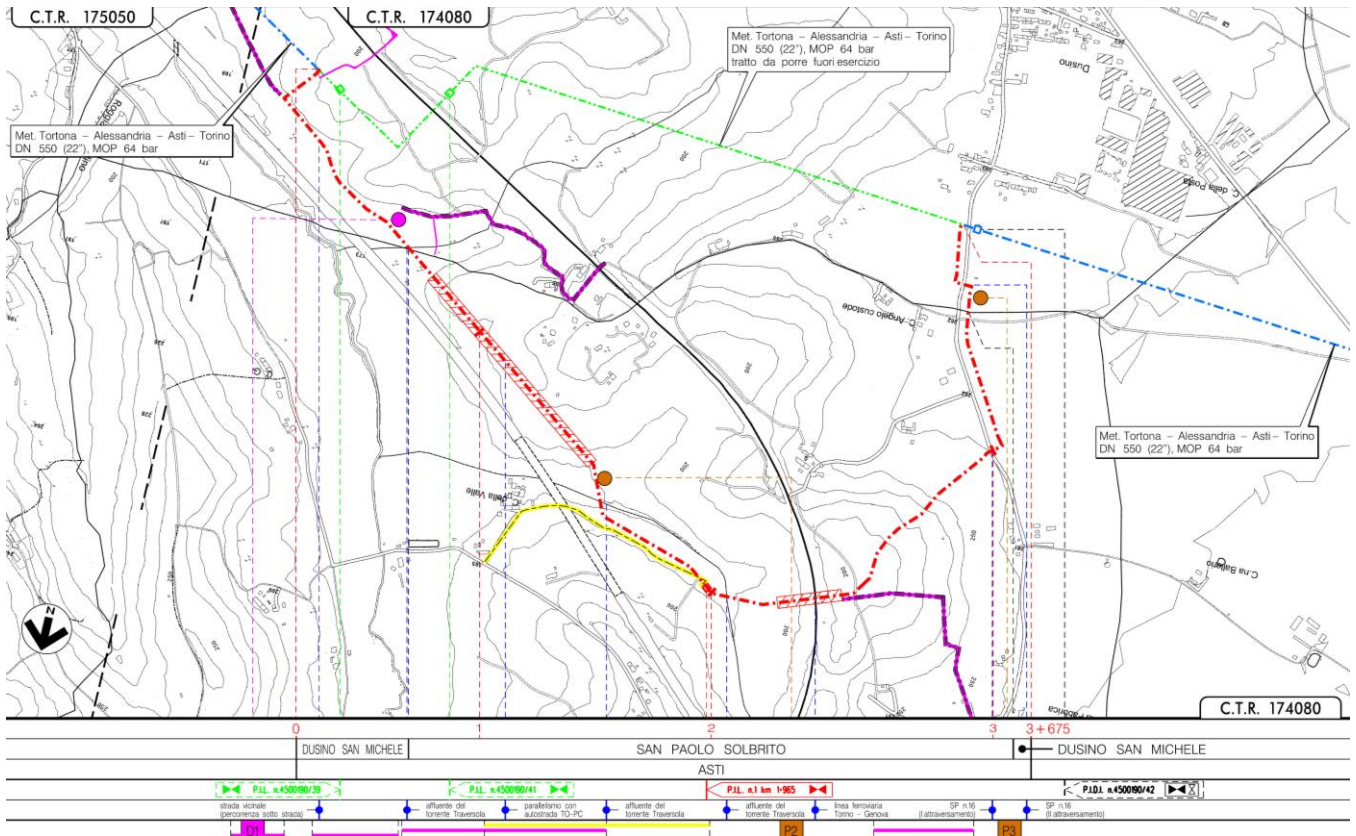 C.T.R. 175050
C.T.R. 174080
Met. Tortona - Alessandria - Asti - Torino
DN 550 (22"), MOP 64 bar
tratto da porre fuori esercizio
Dusino
Met. Tortona - Alessandria - Asti - Torino
DN 550 (22"), MOP 64 bar
C. della Posta
Angelo custode
Met. Tortona - Alessandria - Asti - Torino
DN 550 (22"), MOP 64 bar
Valle
C.na Ballerio
N
C.T.R. 174080
0 1 2 3 3+675
DUSINO SAN MICHELE SAN PAOLO SOLBRITO DUSINO SAN MICHELE
ASTI
P.I.L. n.4500190/39 P.I.L. n.4500190/41 P.I.L. n.1 km 1+965 P.I.D.I. n.4500190/42
strada vicinale affluente del parallelismo con affluente del affluente del linea ferroviaria SP n.16 SP n.16
(percorrenza sotto strada) torrente Traversola autostrada TO-PC torrente Traversola torrente Traversola Torino - Genova (I attraversamento) (II attraversamento)
D1 P2 P3